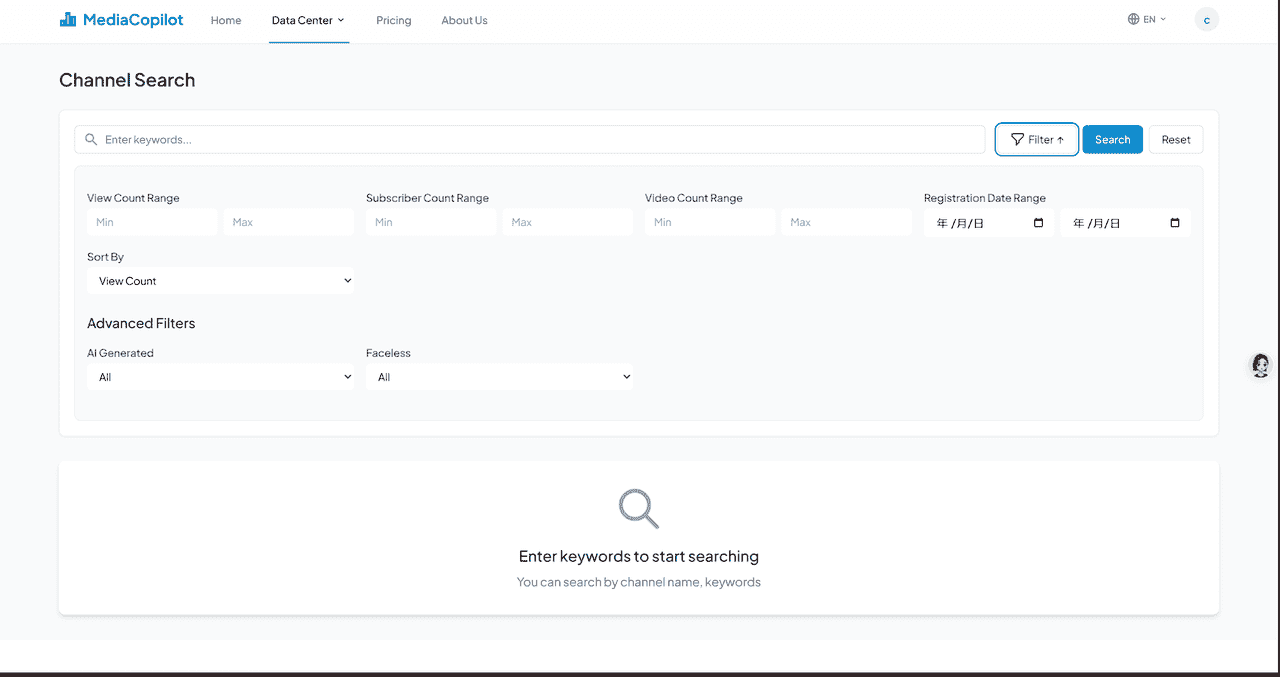 MediaCopilot Home Data Center Pricing About Us EN c
Channel Search
Enter keywords... Filter ↑ Search Reset
View Count Range Subscriber Count Range Video Count Range Registration Date Range
Min Max Min Max Min Max 年 /月/日 年 /月/日
Sort By
View Count
Advanced Filters
AI Generated Faceless
All All
Enter keywords to start searching
You can search by channel name, keywords